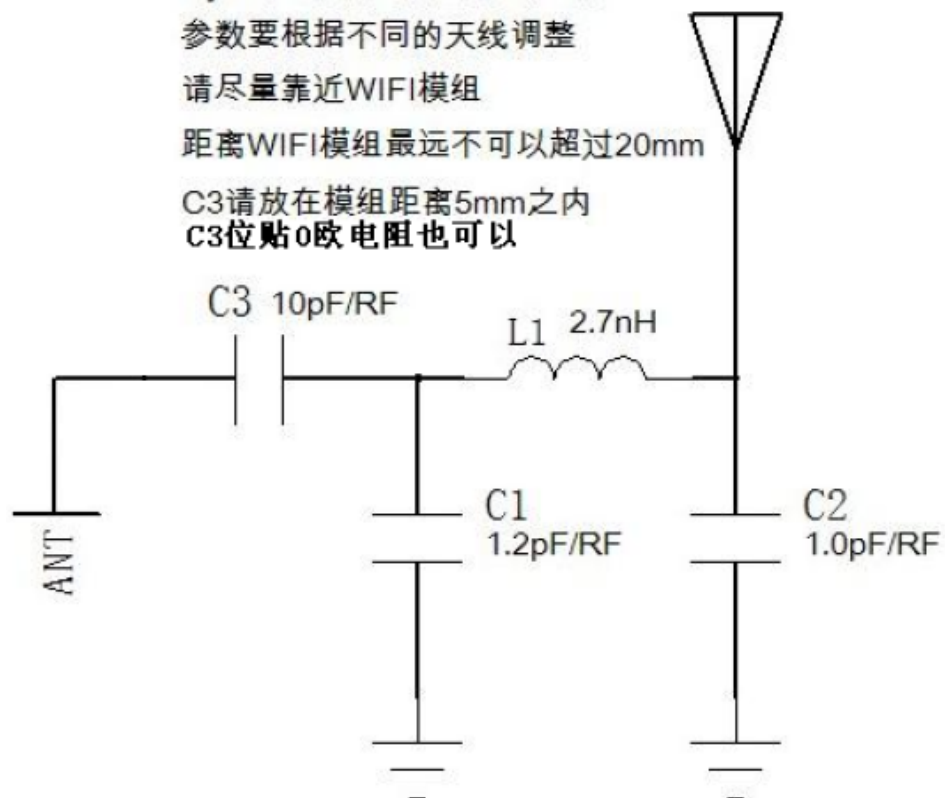 参数要根据不同的天线调整
请尽量靠近WIFI模组
距离WIFI模组最远不可以超过20mm
C3请放在模组距离5mm之内
C3位贴0欧电阻也可以
C3 10pF/RF
L1 2.7nH
C1
1.2pF/RF
C2
1.0pF/RF
ANT